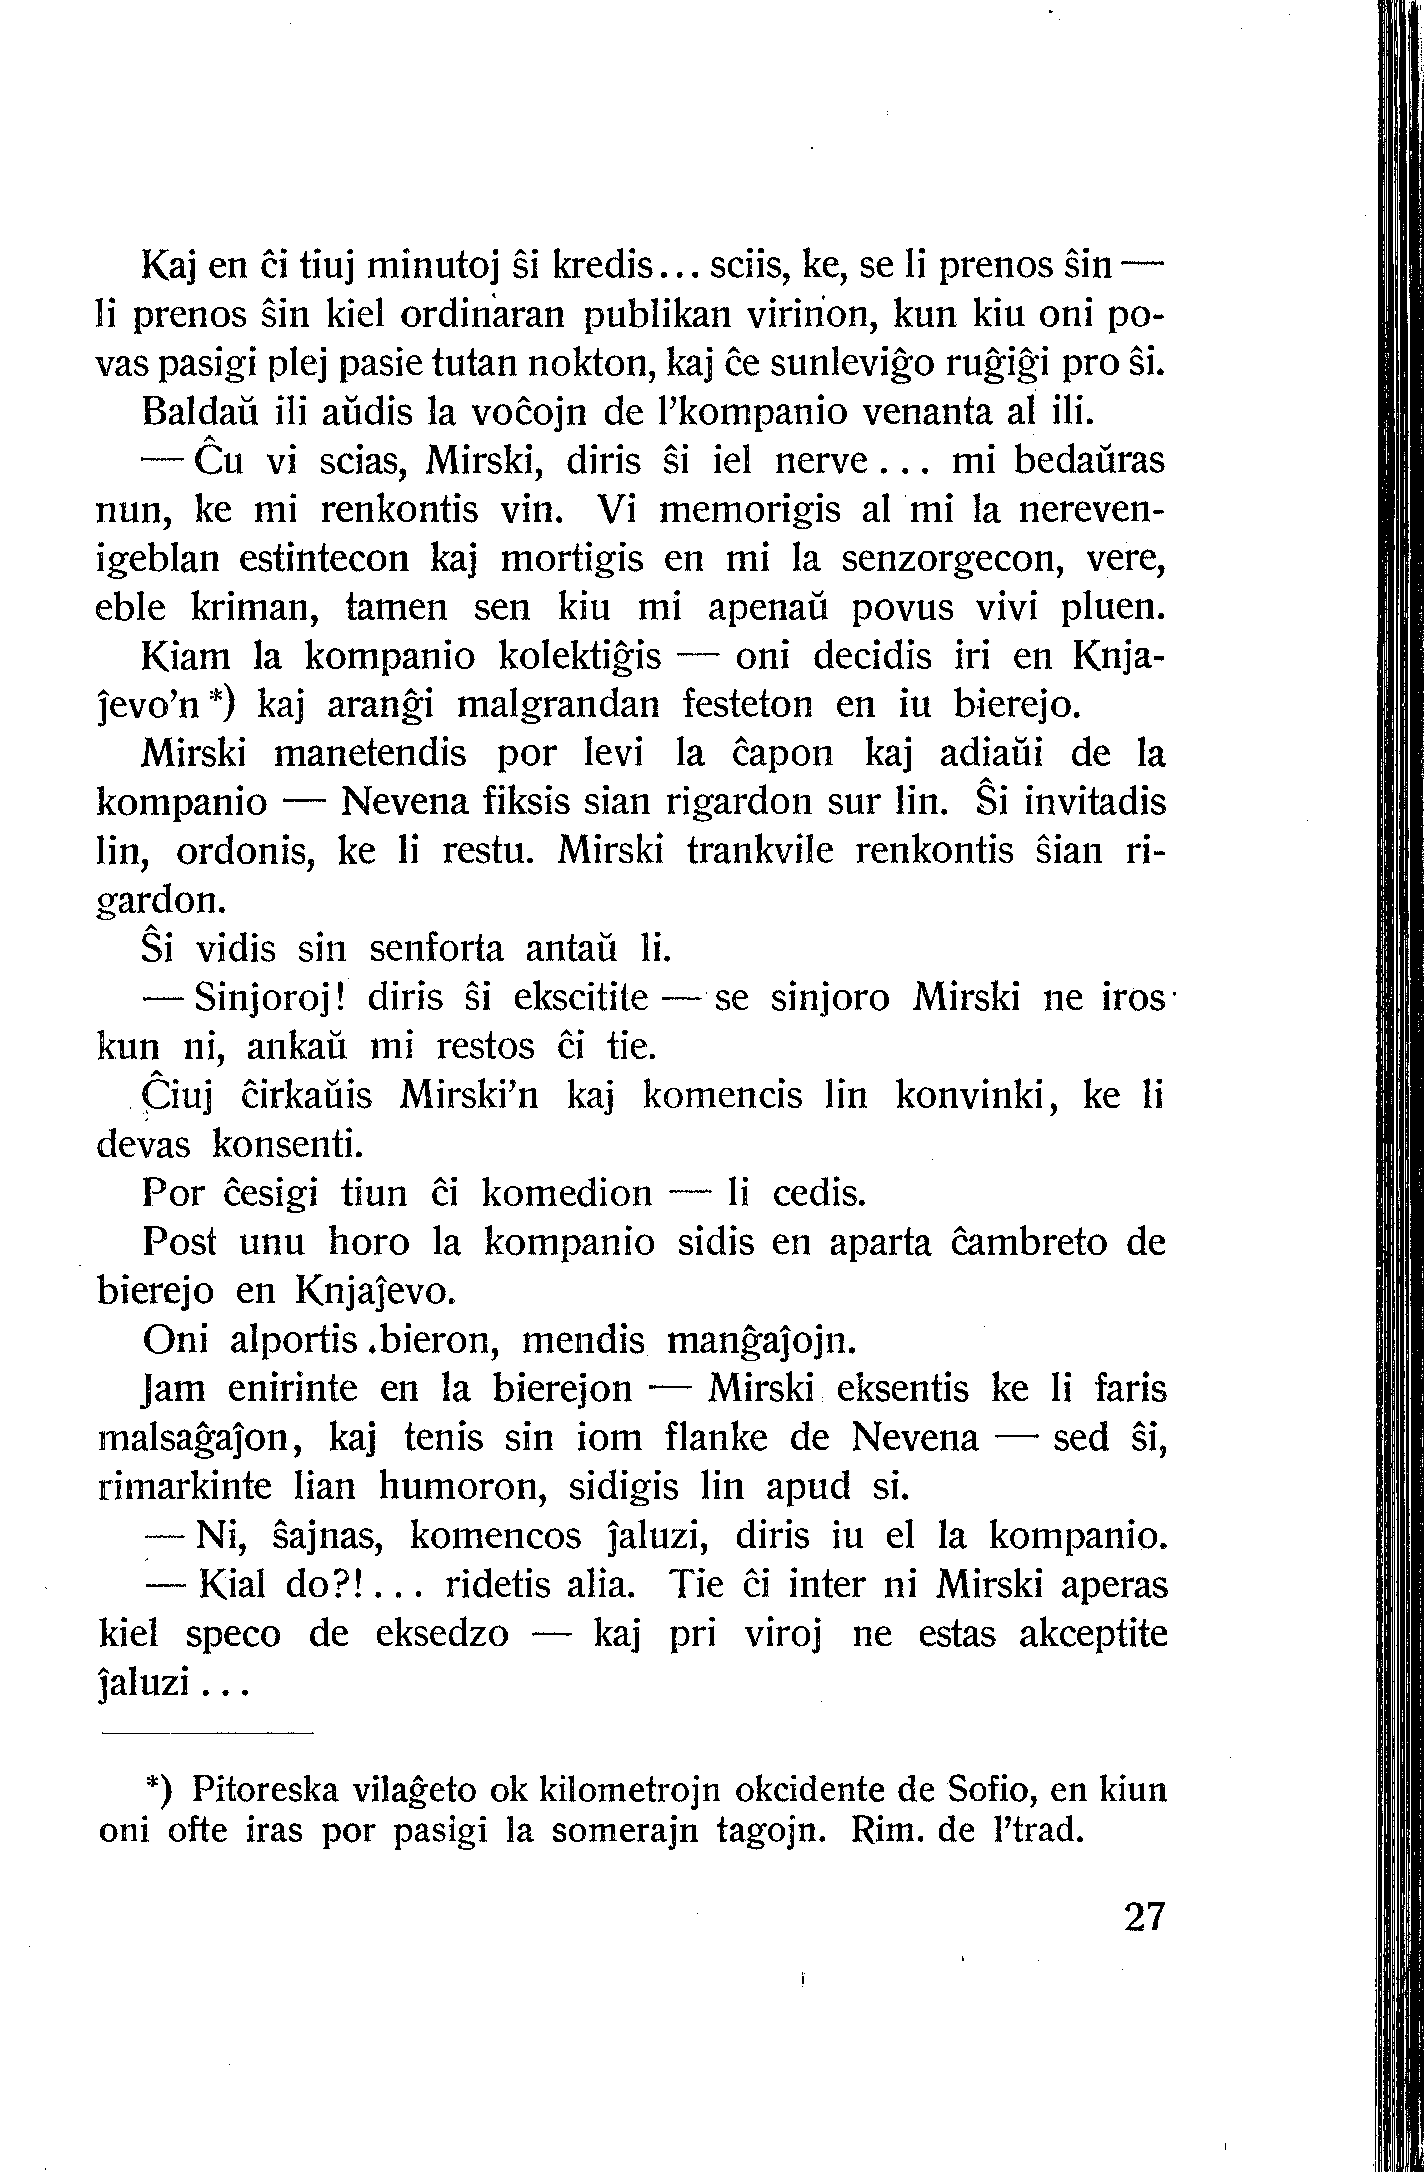 Kaj en ĉi tiuj minutoj ŝi kredis... sciis, ke, se li prenos ŝin —
li prenos ŝin kiel ordinaran publikan virinon, kun kiu oni po-
vas pasigi plej pasie tutan nokton, kaj ĉe sunleviĝo ruĝiĝi pro ŝi.
Baldaŭ ili aŭdis la voĉojn de l'kompanio venanta al ili.
— Ĉu vi scias, Mirski, diris ŝi iel nerve ... mi bedaŭras
nun, ke mi renkontis vin. Vi memorigis al mi la nereven-
igeblan estintecon kaj mortigis en mi la senzorgecon, vere,
eble kriman, tamen sen kiu mi apenaŭ povus vivi pluen.
Kiam la kompanio kolektiĝis — oni decidis iri en Knja-
ĵevo'n *) kaj aranĝi malgrandan festeton en iu bierejo.
Mirski manetendis por levi la ĉapon kaj adiaŭi de la
kompanio — Nevena fiksis sian rigardon sur lin. Ŝi invitadis
lin, ordonis, ke li restu. Mirski trankvile renkontis ŝian ri-
gardon.
Ŝi vidis sin senforta antaŭ li.
— Sinjoroj! diris ŝi ekscitite — se sinjoro Mirski ne iros
kun ni, ankaŭ mi restos ĉi tie.
Ĉiuj ĉirkaŭis Mirski'n kaj komencis lin konvinki, ke li
devas konsenti.
Por ĉesigi tiun ĉi komedion — li cedis.
Post unu horo la kompanio sidis en aparta ĉambreto de
bierejo en Knjaĵevo.
Oni alportis bieron, mendis manĝaĵojn.
Jam enirinte en la bierejon — Mirski eksentis ke li faris
malsaĝaĵon, kaj tenis sin iom flanke de Nevena — sed ŝi,
rimarkinte lian humoron, sidigis lin apud si.
— Ni, ŝajnas, komencos ĵaluzi, diris iu el la kompanio.
— Kial do?! ... ridetis alia. Tie ĉi inter ni Mirski aperas
kiel speco de eksedzo — kaj pri viroj ne estas akceptite
ĵaluzi ...
*) Pitoreska vilaĝeto ok kilometrojn okcidente de Sofio, en kiun
oni ofte iras por pasigi la somerajn tagojn. Rim. de l'trad.
27